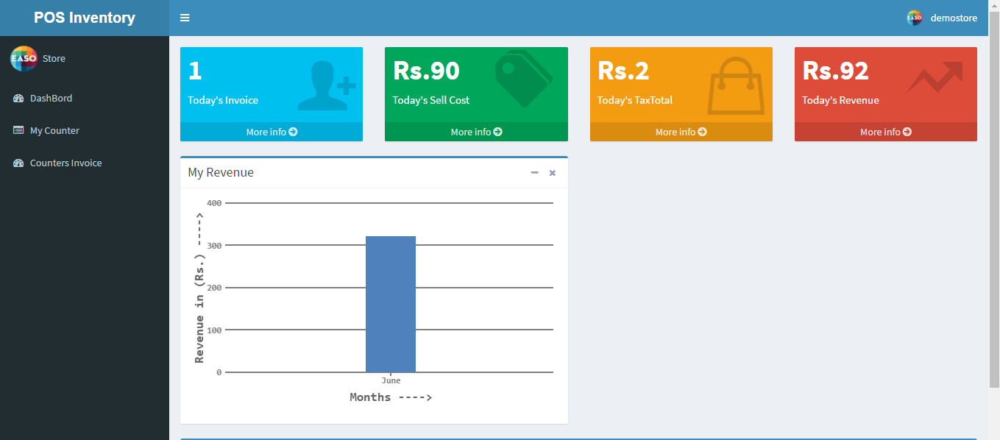 POS Inventory
EASO demostore
EASO Store
DashBord
My Counter
Counters Invoice
1
Today's Invoice
More info
Rs.90
Today's Sell Cost
More info
Rs.2
Today's TaxTotal
More info
Rs.92
Today's Revenue
More info
My Revenue
Revenue in (Rs.) ---->
400
300
200
100
0
June
Months ---->